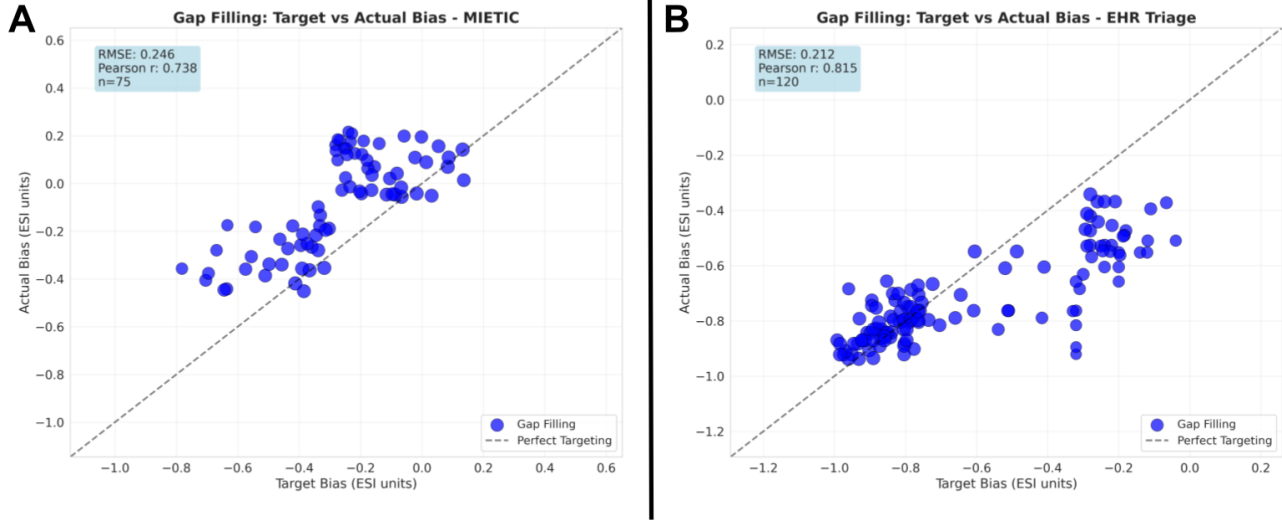 A
Gap Filling: Target vs Actual Bias - MIETIC
RMSE: 0.246
Pearson r: 0.738
n=75
0.6
0.4
0.2
0.0
−0.2
−0.4
−0.6
−0.8
−1.0
Actual Bias (ESI units)
Gap Filling
Perfect Targeting
−1.0 −0.8 −0.6 −0.4 −0.2 0.0 0.2 0.4 0.6
Target Bias (ESI units)
B
Gap Filling: Target vs Actual Bias - EHR Triage
RMSE: 0.212
Pearson r: 0.815
n=120
0.2
0.0
−0.2
−0.4
−0.6
−0.8
−1.0
−1.2
Actual Bias (ESI units)
Gap Filling
Perfect Targeting
−1.2 −1.0 −0.8 −0.6 −0.4 −0.2 0.0 0.2
Target Bias (ESI units)